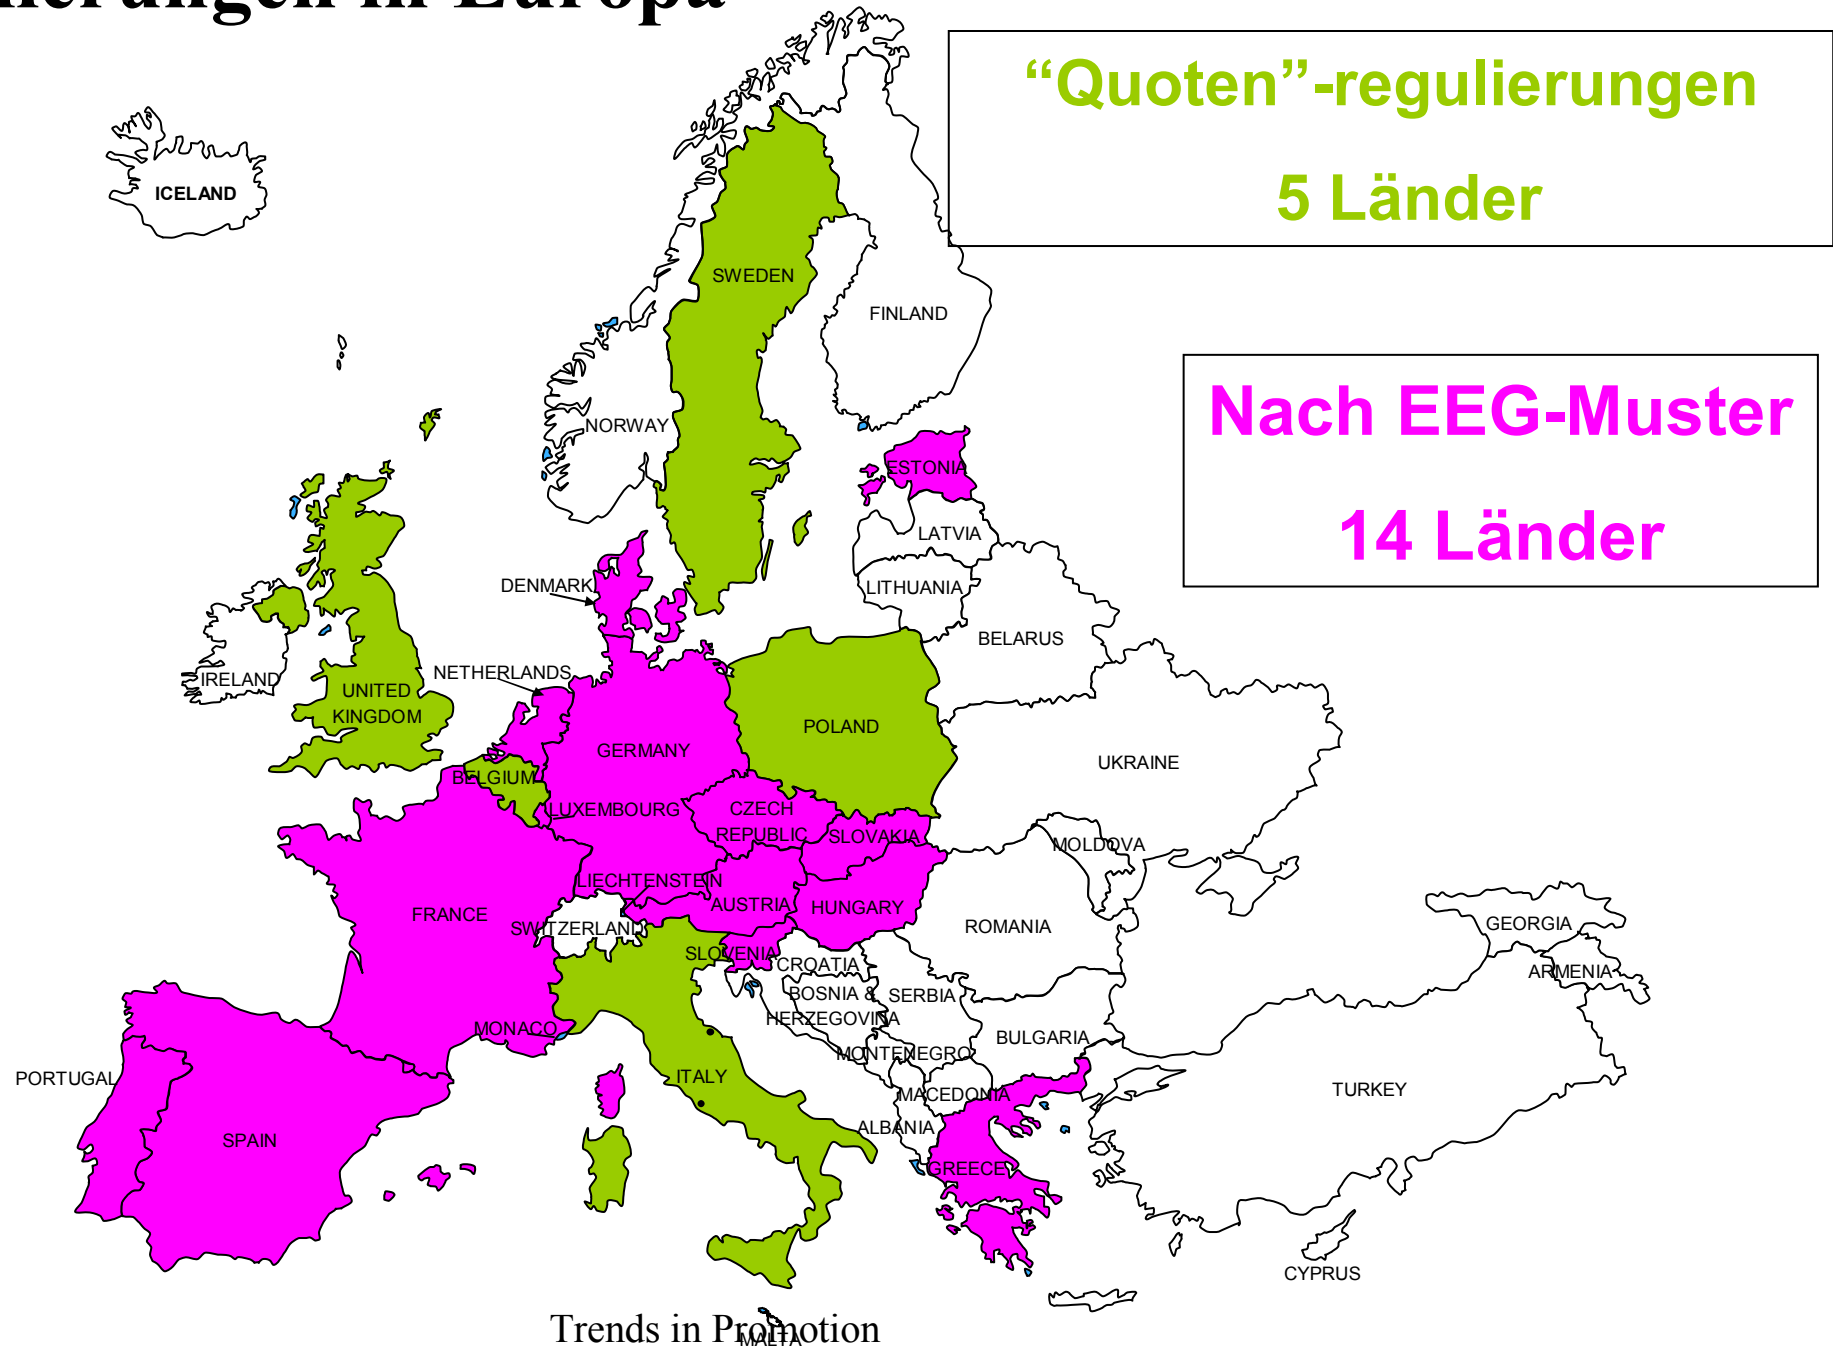 in Europa
“Quoten”-regulierungen
5 Länder
Nach EEG-Muster
14 Länder
ICELAND
SWEDEN
FINLAND
NORWAY
ESTONIA
LATVIA
LITHUANIA
DENMARK
BELARUS
IRELAND
NETHERLANDS
UNITED
KINGDOM
POLAND
GERMANY
UKRAINE
BELGIUM
LUXEMBOURG
CZECH
REPUBLIC
SLOVAKIA
MOLDOVA
LIECHTENSTEIN
AUSTRIA
HUNGARY
FRANCE
SWITZERLAND
ROMANIA
GEORGIA
SLOVENIA
CROATIA
ARMENIA
BOSNIA &
HERZEGOVINA
SERBIA
MONACO
BULGARIA
MONTENEGRO
PORTUGAL
ITALY
MACEDONIA
TURKEY
ALBANIA
SPAIN
GREECE
CYPRUS
Trends in Promotion
MALTA